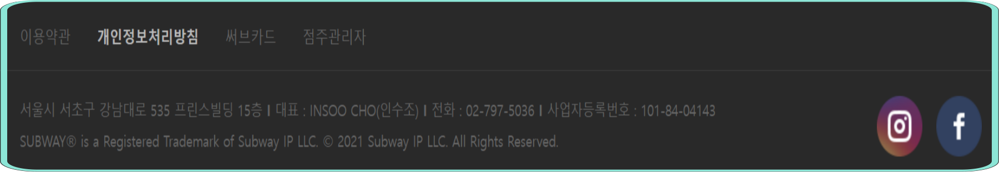 이용약관 개인정보처리방침 써브카드 점주관리자
서울시 서초구 강남대로 535 프린스빌딩 15층 I 대표 : INSOO CHO(인수조) I 전화 : 02-797-5036 I 사업자등록번호 : 101-84-04143
SUBWAY® is a Registered Trademark of Subway IP LLC. © 2021 Subway IP LLC. All Rights Reserved.